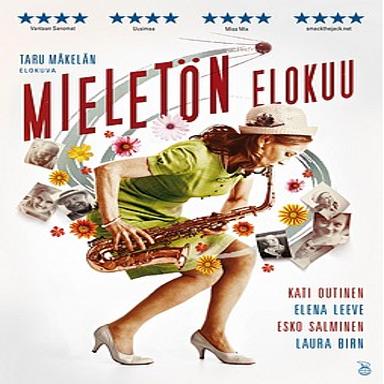 ★★★★ ★★★★ ★★★★ ★★★★
Vantaan Sanomat Uusimaa Miss Mix smackthejack.net
TARU MÄKELÄN
ELOKUVA
MIELETÖN ELOKUU
KATI OUTINEN
ELENA LEEVE
ESKO SALMINEN
LAURA BIRN